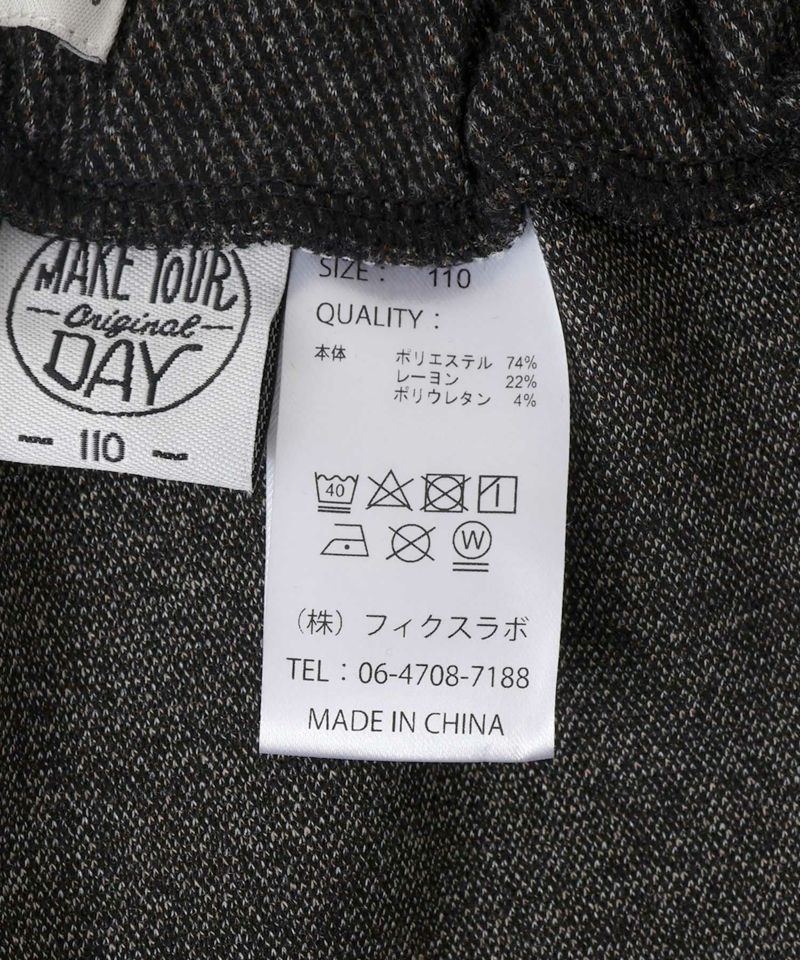 MAKE YOUR
Original
DAY
110
SIZE : 110
QUALITY :
本体 ポリエステル 74%
レーヨン 22%
ポリウレタン 4%
40
W
（株）フィクスラボ
TEL : 06-4708-7188
MADE IN CHINA